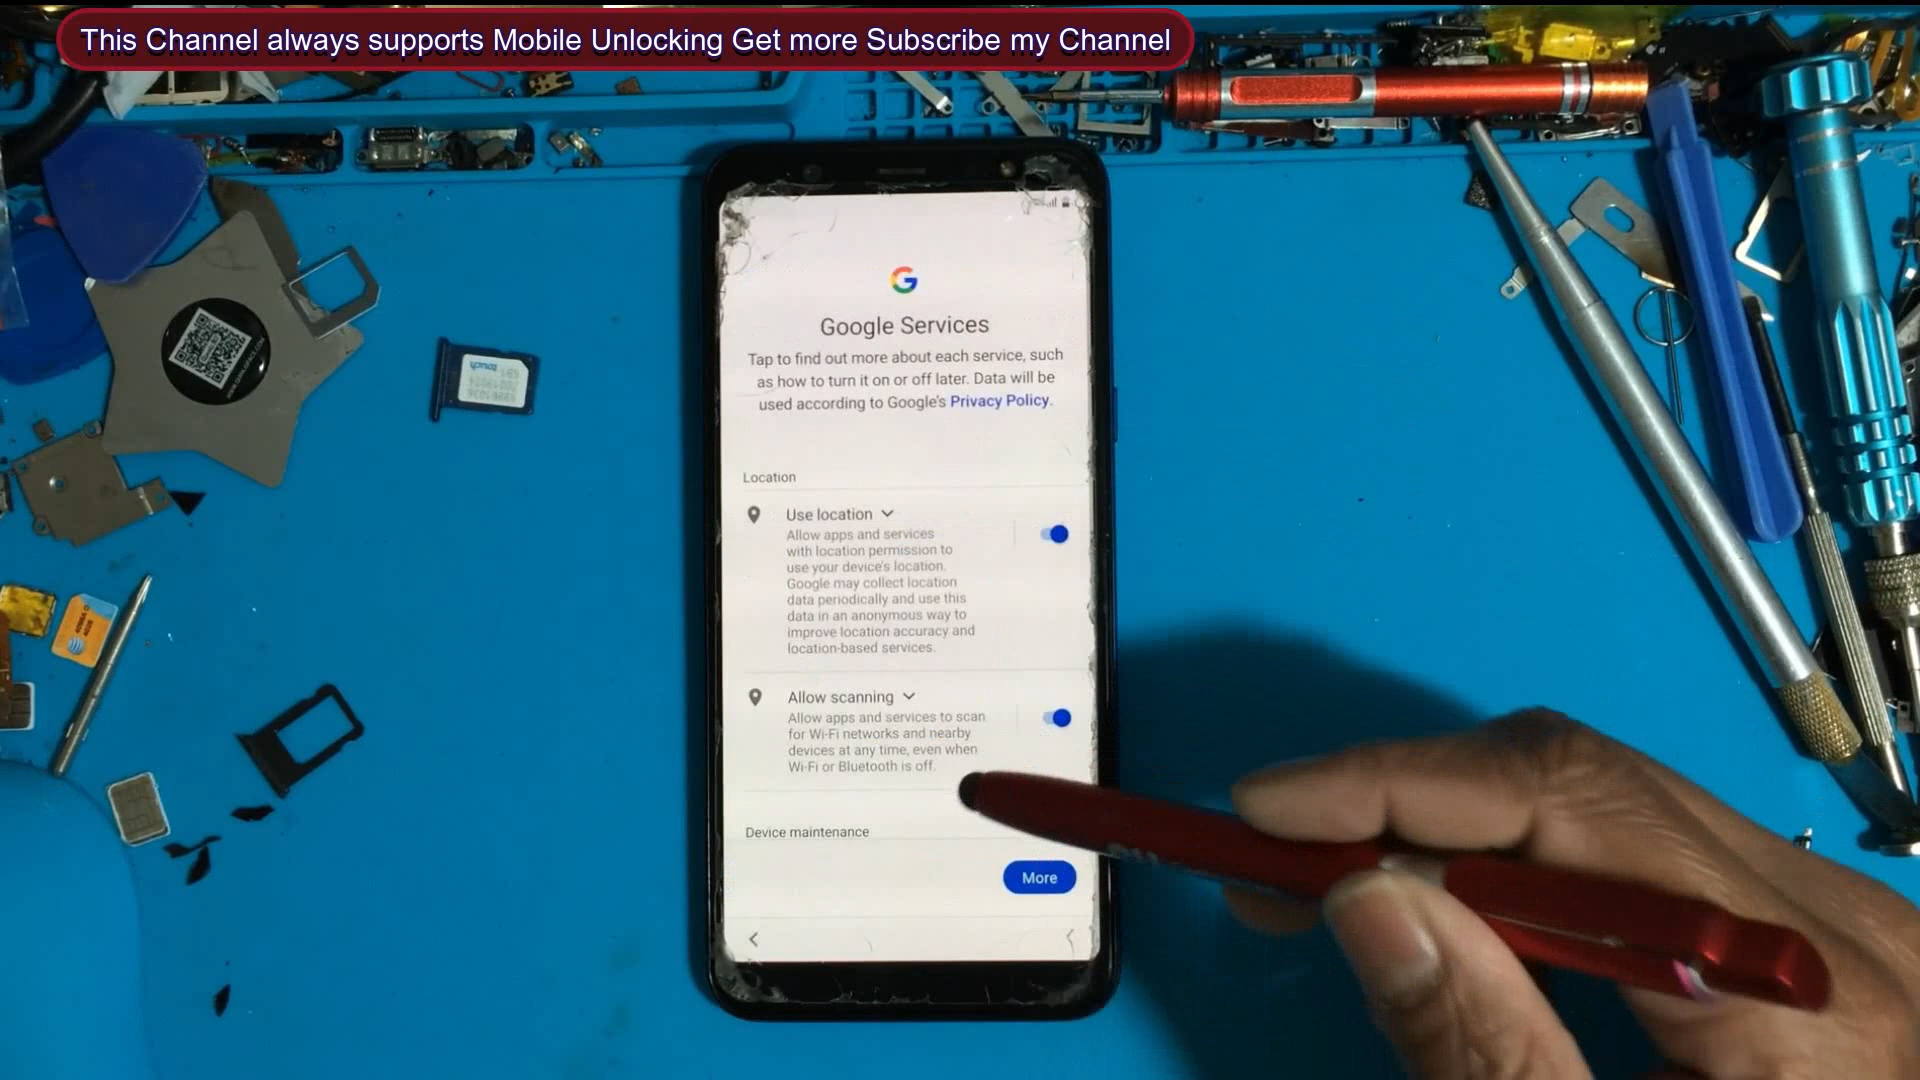 This Channel always supports Mobile Unlocking Get more Subscribe my Channel
Google Services
Tap to find out more about each service, such
as how to turn it on or off later. Data will be
used according to Google's Privacy Policy.
Location
Use location
Allow apps and services
with location permission to
use your device's location.
Google may collect location
data periodically and use this
data in an anonymous way to
improve location accuracy and
location-based services.
Allow scanning
Allow apps and services to scan
for Wi-Fi networks and nearby
devices at any time, even when
Wi-Fi or Bluetooth is off.
Device maintenance
More
touch